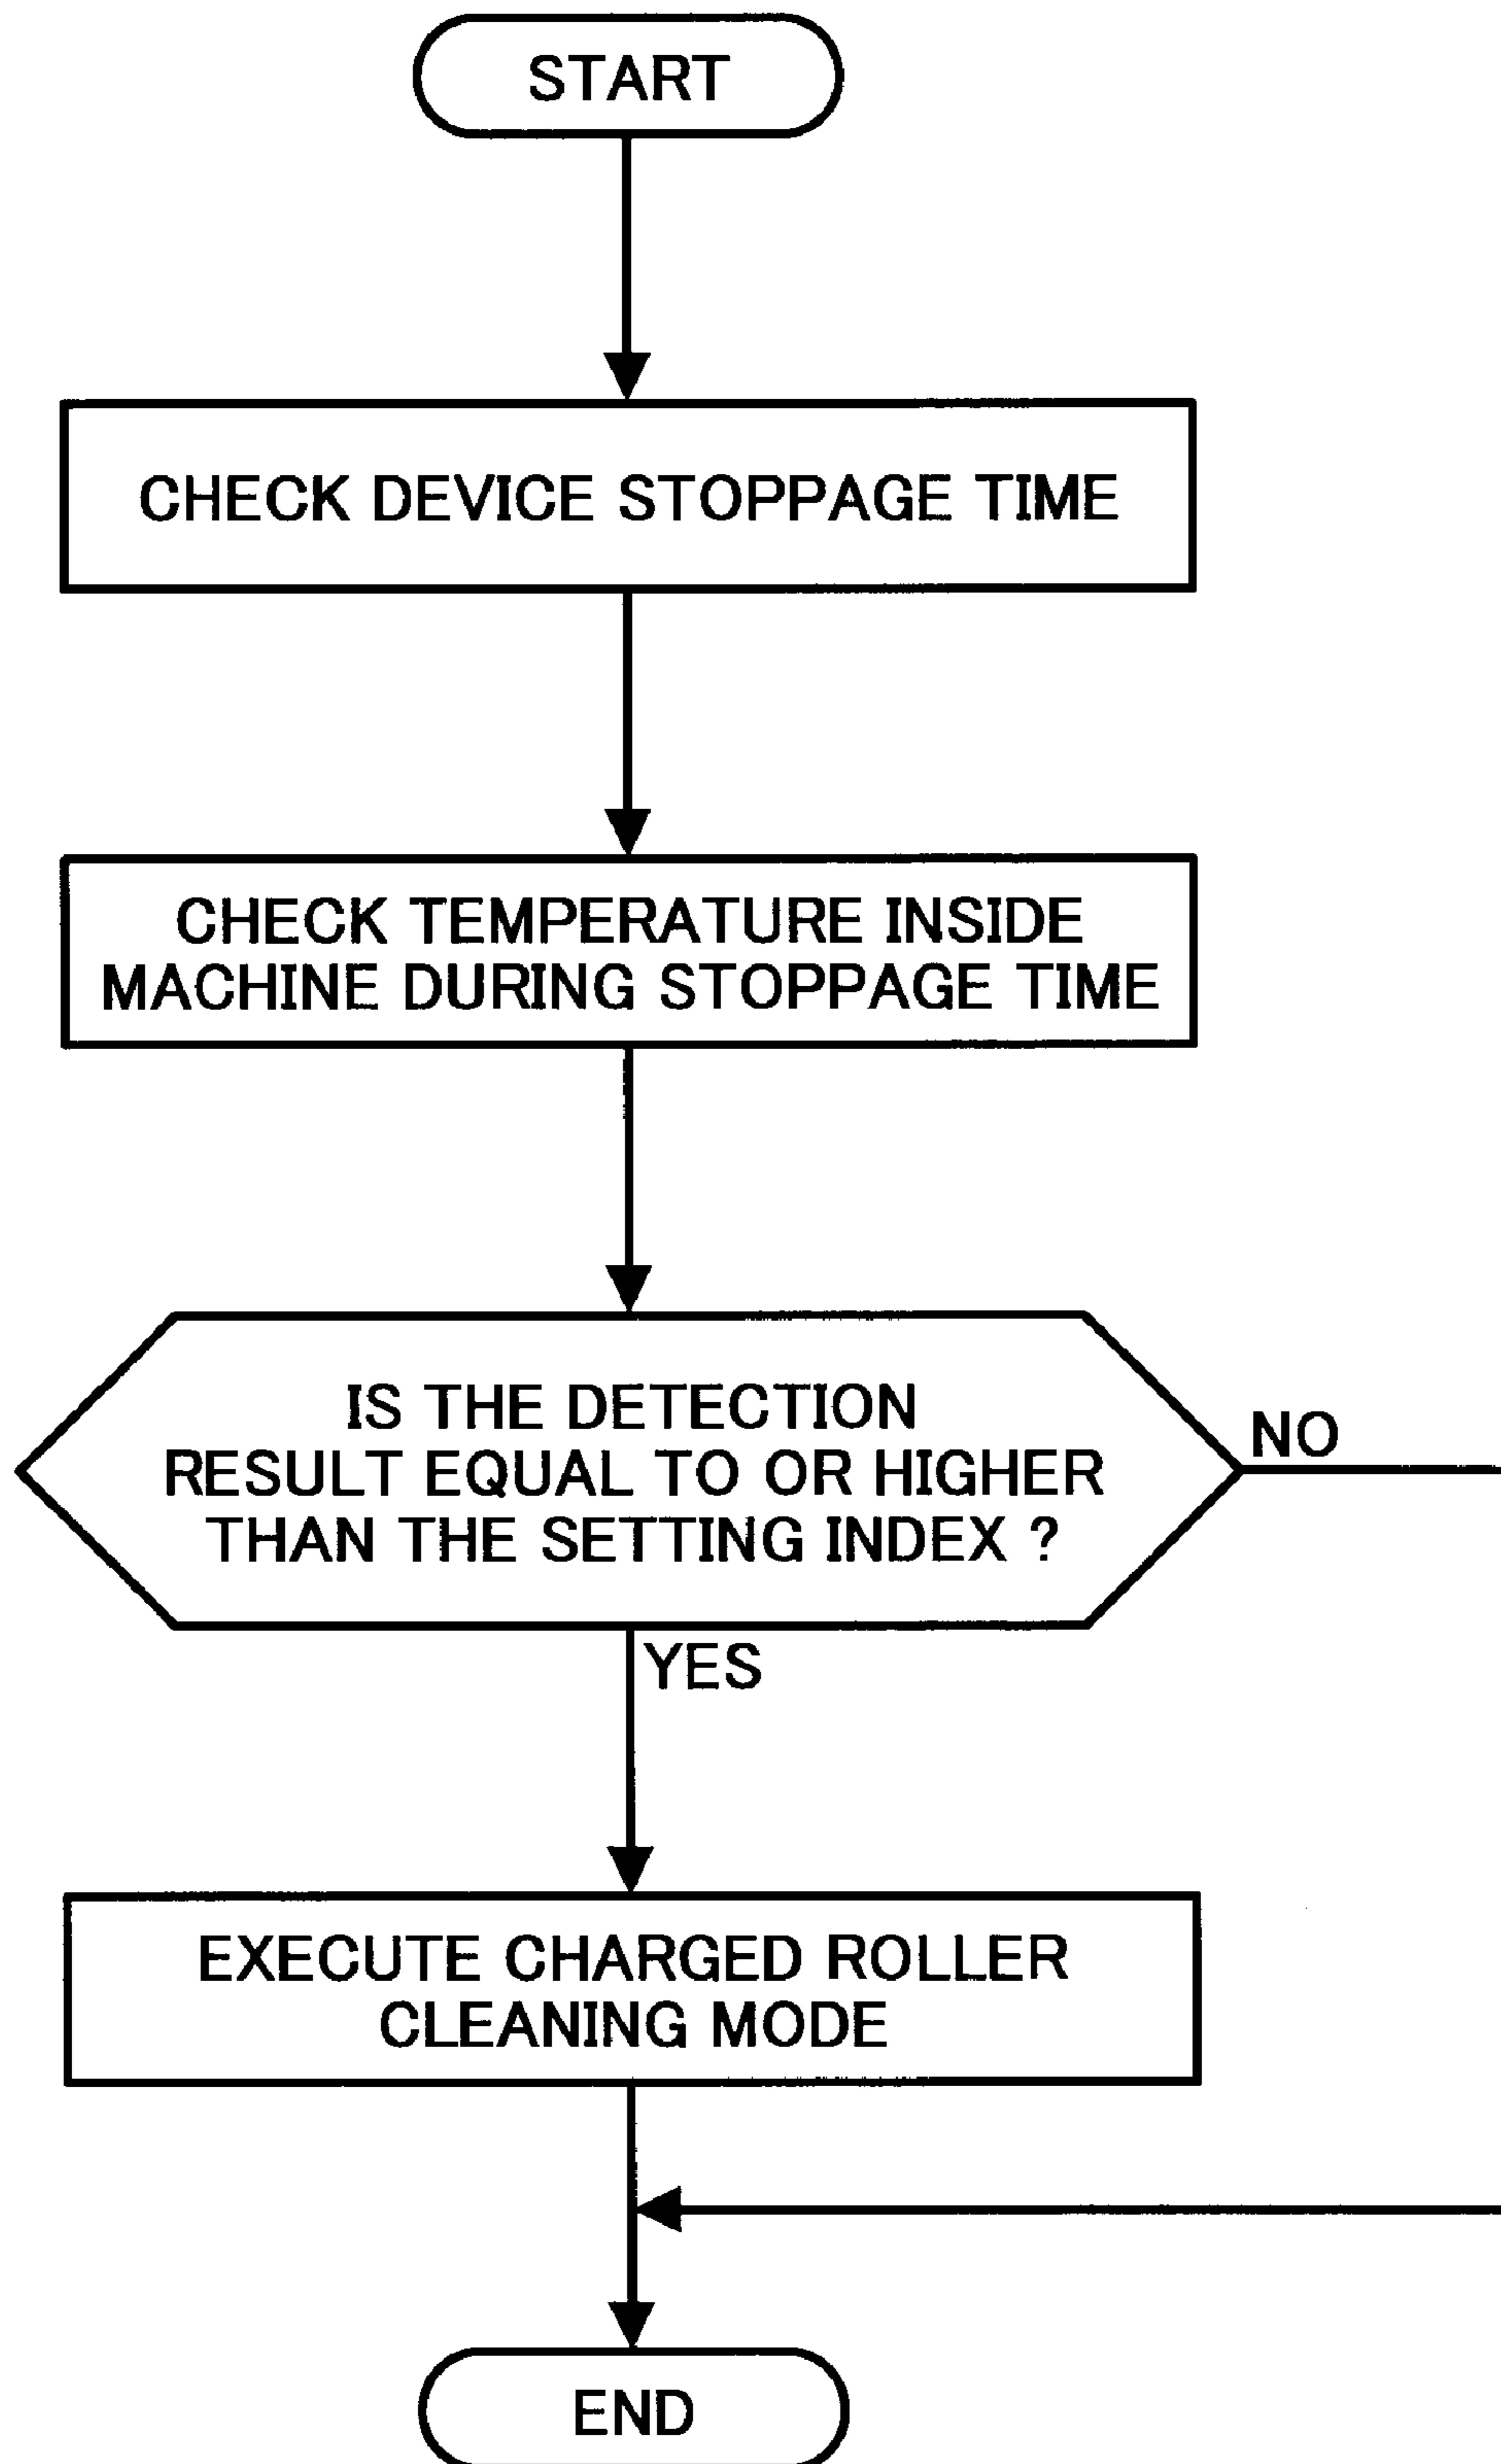 START
CHECK DEVICE STOPPAGE TIME
CHECK TEMPERATURE INSIDE
MACHINE DURING STOPPAGE TIME
IS THE DETECTION
RESULT EQUAL TO OR HIGHER
THAN THE SETTING INDEX ?
NO
YES
EXECUTE CHARGED ROLLER
CLEANING MODE
END